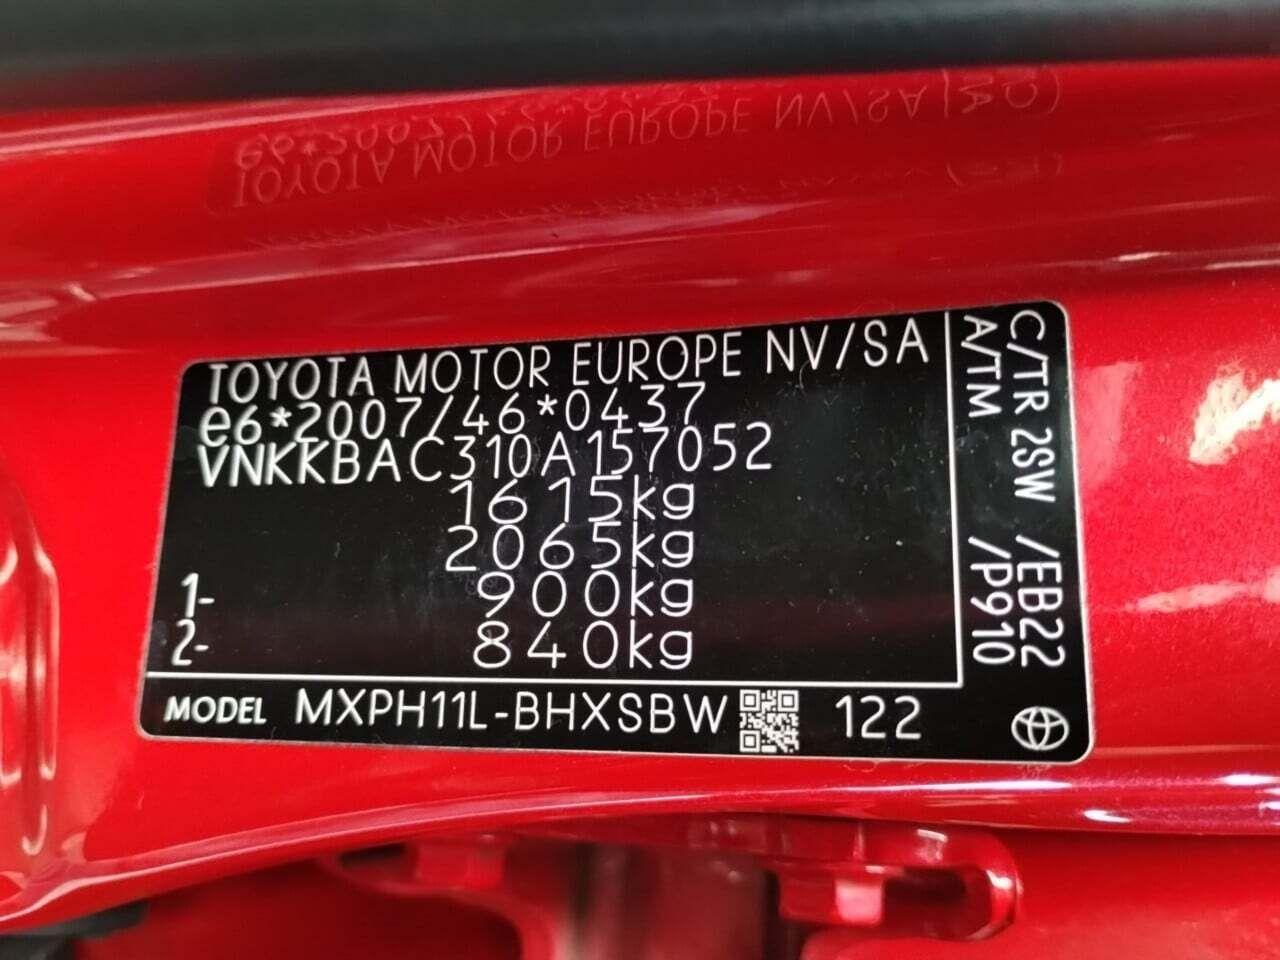 TOYOTA MOTOR EUROPE NV/SA
e6*2007/46*0437
VNKKBAC310A157052
1615kg
2065kg
1- 900kg
2- 840kg
MODEL MXPH11L-BHXSBW 122
C/TR 2SW /EB22
A/TM /P910